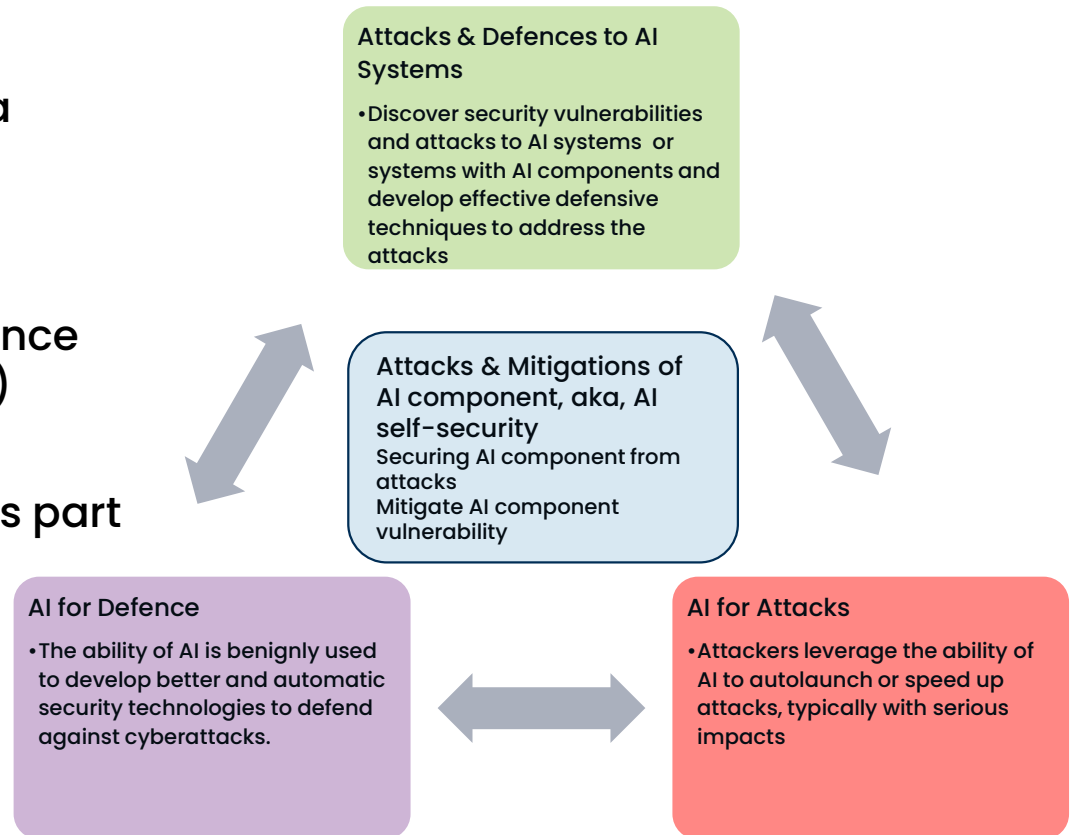 Attacks & Defences to AI
Systems
•Discover security vulnerabilities
and attacks to AI systems or
systems with AI components and
develop effective defensive
techniques to address the
attacks
a
nce
)
s part
Attacks & Mitigations of
AI component, aka, AI
self-security
Securing AI component from
attacks
Mitigate AI component
vulnerability
AI for Defence
•The ability of AI is benignly used
to develop better and automatic
security technologies to defend
against cyberattacks.
AI for Attacks
•Attackers leverage the ability of
AI to autolaunch or speed up
attacks, typically with serious
impacts